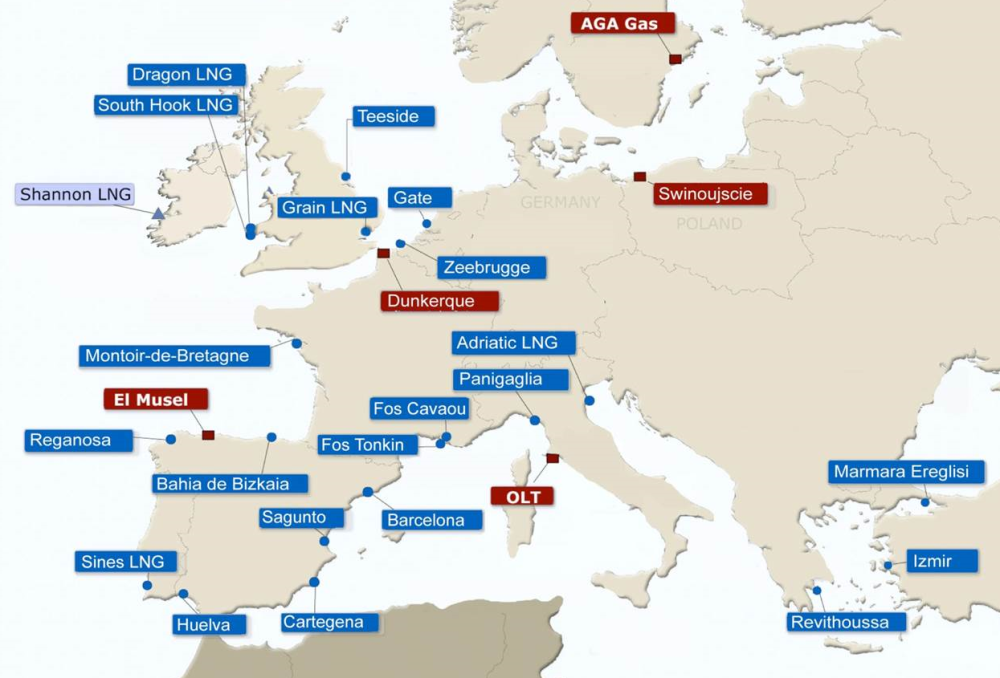 AGA Gas
Dragon LNG
South Hook LNG
Teeside
Shannon LNG
Swinoujscie
Gate
Grain LNG
GERMANY
POLAND
Zeebrugge
Dunkerque
Adriatic LNG
Montoir-de-Bretagne
Panigaglia
El Musel
Fos Cavaou
Reganosa
Fos Tonkin
Marmara Ereglisi
Bahia de Bizkaia
OLT
Sagunto
Barcelona
Sines LNG
Izmir
Huelva
Cartegena
Revithoussa